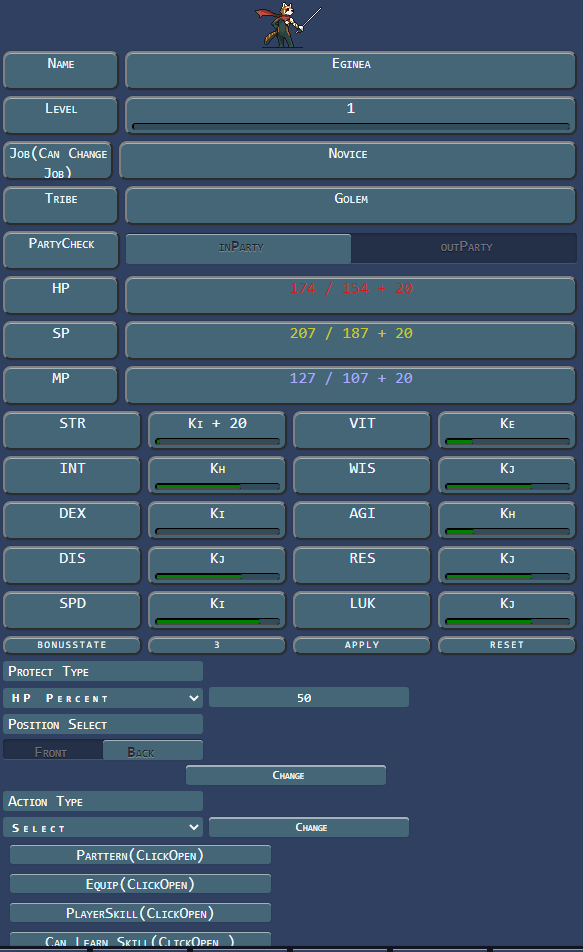 Name Eginea
Level 1
Job(Can Change Job) Novice
Tribe Golem
PartyCheck inParty outParty
HP 174 / 154 + 20
SP 207 / 187 + 20
MP 127 / 107 + 20
STR Ki + 20 VIT Ke
INT Kh WIS Kj
DEX Ki AGI Kh
DIS Kj RES Kj
SPD Ki LUK Kj
BONUSSTATE 3 APPLY RESET
Protect Type
HP Percent 50
Position Select
Front Back
Change
Action Type
Select Change
Parttern(ClickOpen)
Equip(ClickOpen)
PlayerSkill(ClickOpen)
Can Learn Skill(ClickOpen )